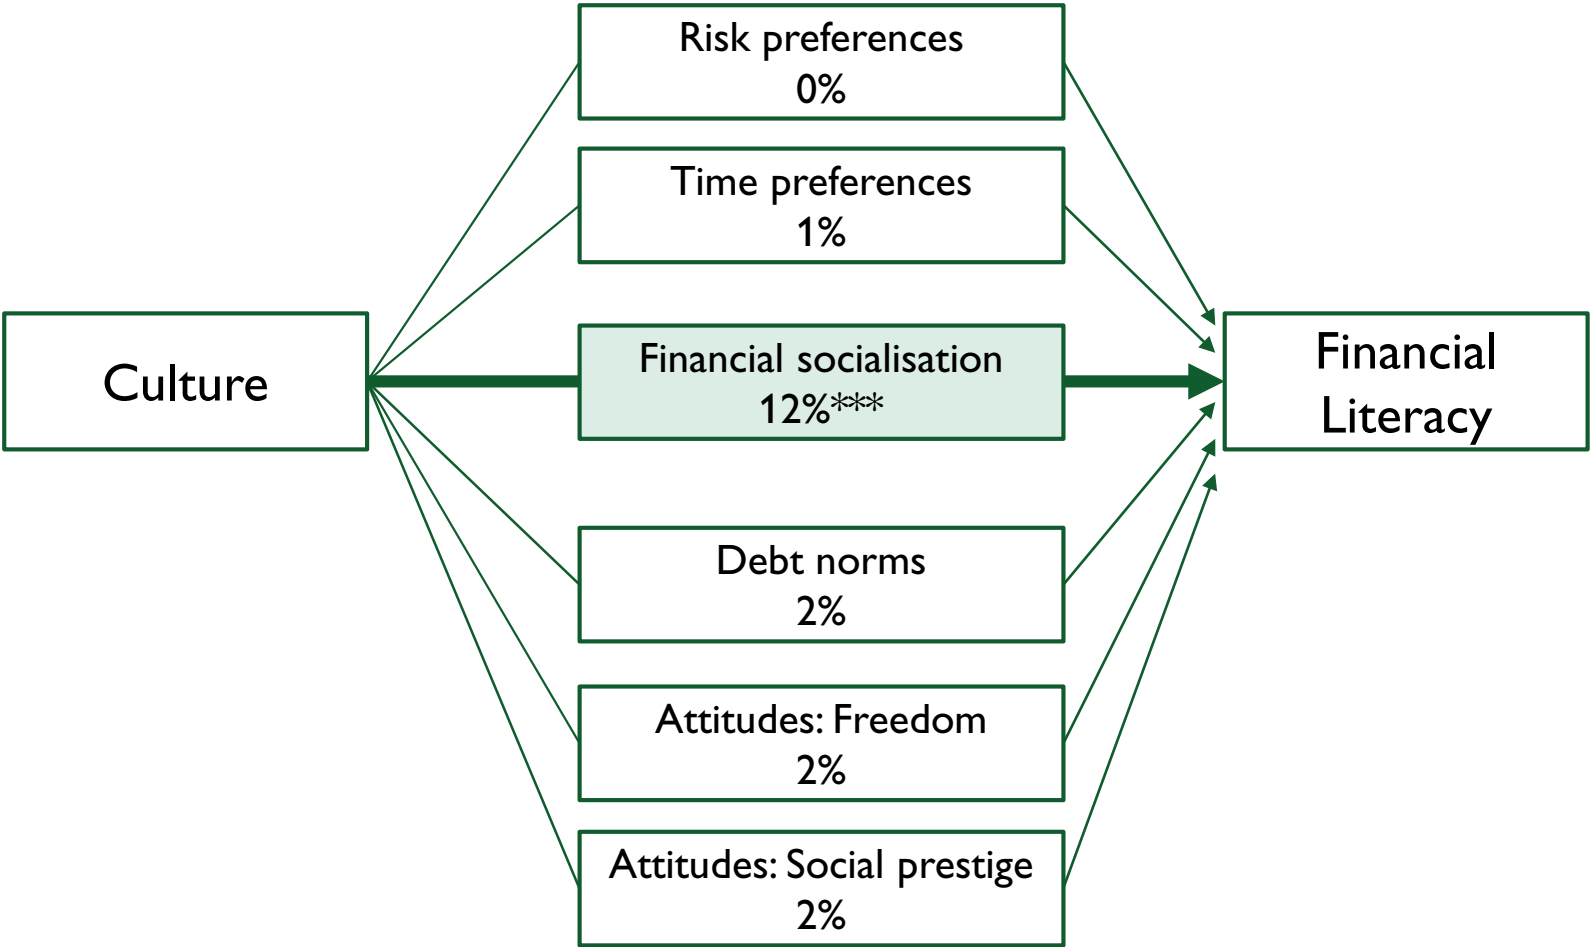 Risk preferences
0%
Time preferences
1%
Culture
Financial socialisation
12%***
Financial
Literacy
Debt norms
2%
Attitudes: Freedom
2%
Attitudes: Social prestige
2%